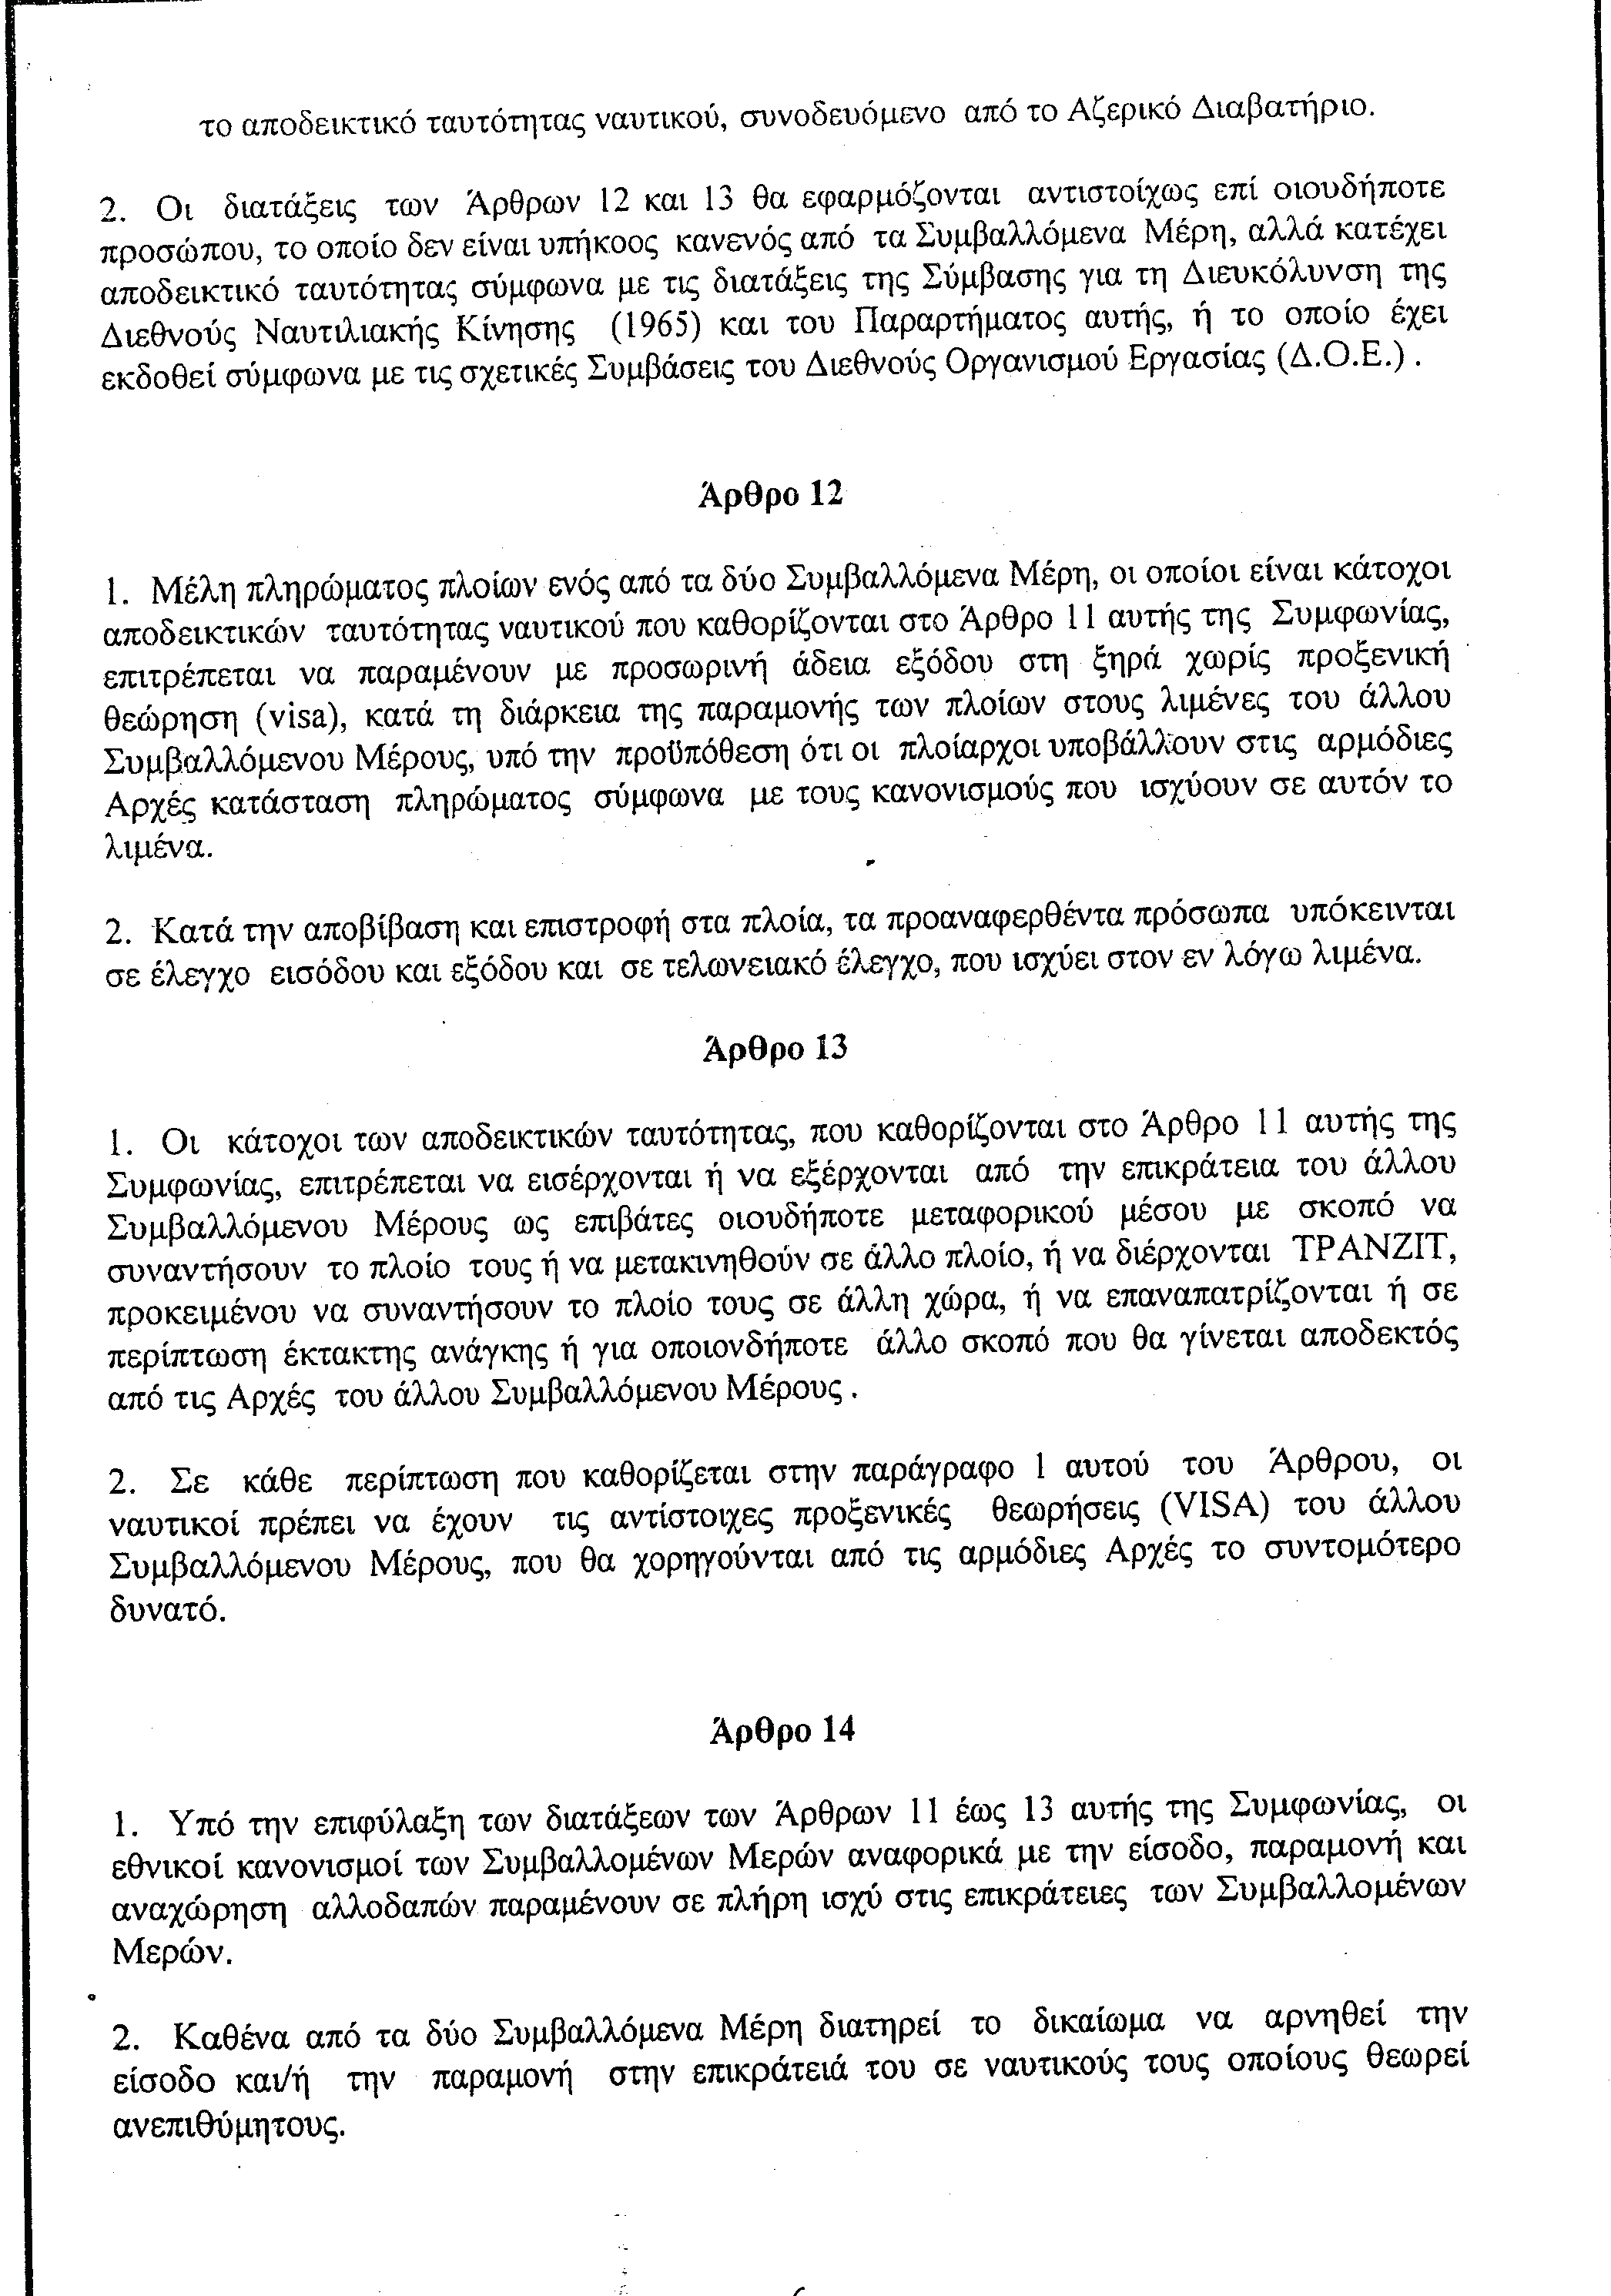 το αποδεικτικό ταυτότητας ναυτικού, συνοδευόμενο από το Αζερικό Διαβατήριο.
2. Οι διατάξεις των Άρθρων 12 και 13 θα εφαρμόζονται αντιστοίχως επί οιουδήποτε
προσώπου, το οποίο δεν είναι υπήκοος κανενός από τα Συμβαλλόμενα Μέρη, αλλά κατέχει
αποδεικτικό ταυτότητας σύμφωνα με τις διατάξεις της Σύμβασης για τη Διευκόλυνση της
Διεθνούς Ναυτιλιακής Κίνησης (1965) και του Παραρτήματος αυτής, ή το οποίο έχει
εκδοθεί σύμφωνα με τις σχετικές Συμβάσεις του Διεθνούς Οργανισμού Εργασίας (Δ.Ο.Ε.) .
Άρθρο 12
1. Μέλη πληρώματος πλοίων ενός από τα δύο Συμβαλλόμενα Μέρη, οι οποίοι είναι κάτοχοι
αποδεικτικών ταυτότητας ναυτικού που καθορίζονται στο Άρθρο 11 αυτής της Συμφωνίας,
επιτρέπεται να παραμένουν με προσωρινή άδεια εξόδου στη ξηρά χωρίς προξενική
θεώρηση (visa), κατά τη διάρκεια της παραμονής των πλοίων στους λιμένες του άλλου
Συμβαλλόμενου Μέρους, υπό την προϋπόθεση ότι οι πλοίαρχοι υποβάλλουν στις αρμόδιες
Αρχές κατάσταση πληρώματος σύμφωνα με τους κανονισμούς που ισχύουν σε αυτόν το
λιμένα.
2. Κατά την αποβίβαση και επιστροφή στα πλοία, τα προαναφερθέντα πρόσωπα υπόκεινται
σε έλεγχο εισόδου και εξόδου και σε τελωνειακό έλεγχο, που ισχύει στον εν λόγω λιμένα.
Άρθρο 13
1. Οι κάτοχοι των αποδεικτικών ταυτότητας, που καθορίζονται στο Άρθρο 11 αυτής της
Συμφωνίας, επιτρέπεται να εισέρχονται ή να εξέρχονται από την επικράτεια του άλλου
Συμβαλλόμενου Μέρους ως επιβάτες οιουδήποτε μεταφορικού μέσου με σκοπό να
συναντήσουν το πλοίο τους ή να μετακινηθούν σε άλλο πλοίο, ή να διέρχονται ΤΡΑΝΖΙΤ,
προκειμένου να συναντήσουν το πλοίο τους σε άλλη χώρα, ή να επαναπατρίζονται ή σε
περίπτωση έκτακτης ανάγκης ή για οποιονδήποτε άλλο σκοπό που θα γίνεται αποδεκτός
από τις Αρχές του άλλου Συμβαλλόμενου Μέρους .
2. Σε κάθε περίπτωση που καθορίζεται στην παράγραφο 1 αυτού του Άρθρου, οι
ναυτικοί πρέπει να έχουν τις αντίστοιχες προξενικές θεωρήσεις (VISA) του άλλου
Συμβαλλόμενου Μέρους, που θα χορηγούνται από τις αρμόδιες Αρχές το συντομότερο
δυνατό.
Άρθρο 14
1. Υπό την επιφύλαξη των διατάξεων των Άρθρων 11 έως 13 αυτής της Συμφωνίας, οι
εθνικοί κανονισμοί των Συμβαλλομένων Μερών αναφορικά με την είσοδο, παραμονή και
αναχώρηση αλλοδαπών παραμένουν σε πλήρη ισχύ στις επικράτειες των Συμβαλλομένων
Μερών.
2. Καθένα από τα δύο Συμβαλλόμενα Μέρη διατηρεί το δικαίωμα να αρνηθεί την
είσοδο και/ή την παραμονή στην επικράτειά του σε ναυτικούς τους οποίους θεωρεί
ανεπιθύμητους.